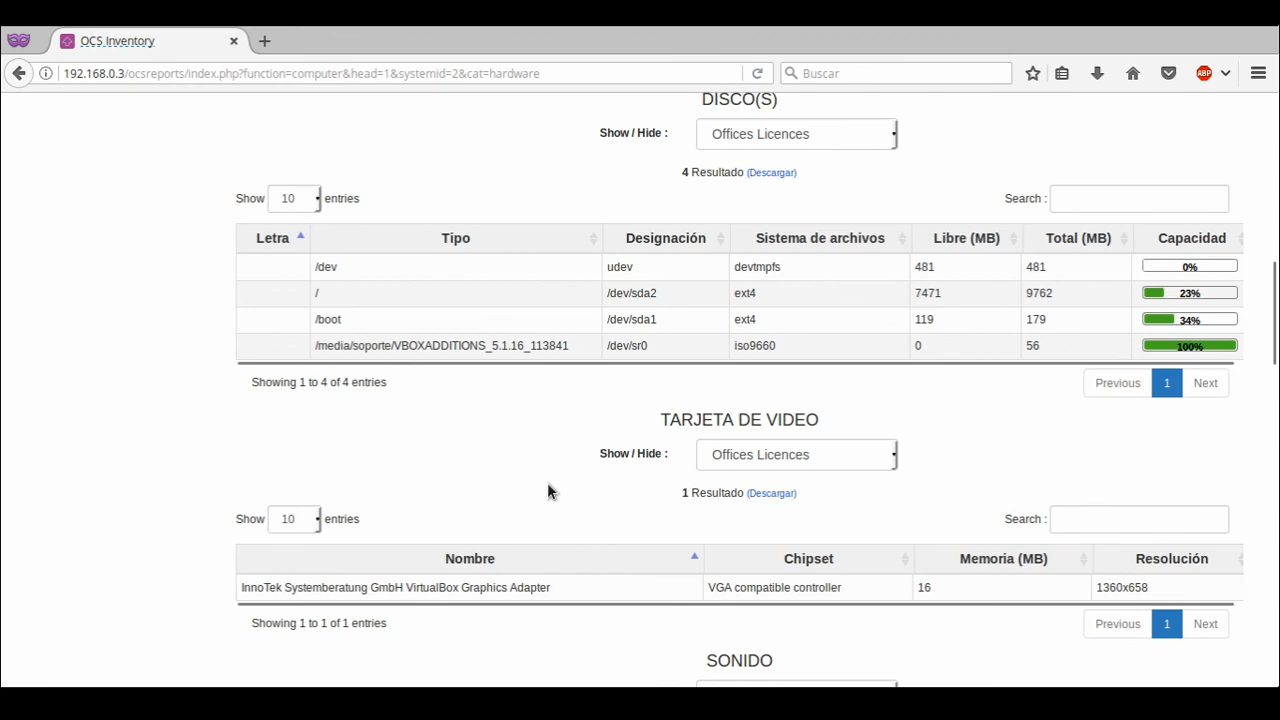 OCS Inventory
192.168.0.3/ocsreports/index.php?function=computer&head=1&systemid=2&cat=hardware
Buscar
ABP
DISCO(S)
Show / Hide : Offices Licences
4 Resultado (Descargar)
Show 10 entries Search :
Letra Tipo Designación Sistema de archivos Libre (MB) Total (MB) Capacidad
/dev udev devtmpfs 481 481 0%
/ /dev/sda2 ext4 7471 9762 23%
/boot /dev/sda1 ext4 119 179 34%
/media/soporte/VBOXADDITIONS_5.1.16_113841 /dev/sr0 iso9660 0 56 100%
Showing 1 to 4 of 4 entries Previous 1 Next
TARJETA DE VIDEO
Show / Hide : Offices Licences
1 Resultado (Descargar)
Show 10 entries Search :
Nombre Chipset Memoria (MB) Resolución
InnoTek Systemberatung GmbH VirtualBox Graphics Adapter VGA compatible controller 16 1360x658
Showing 1 to 1 of 1 entries Previous 1 Next
SONIDO